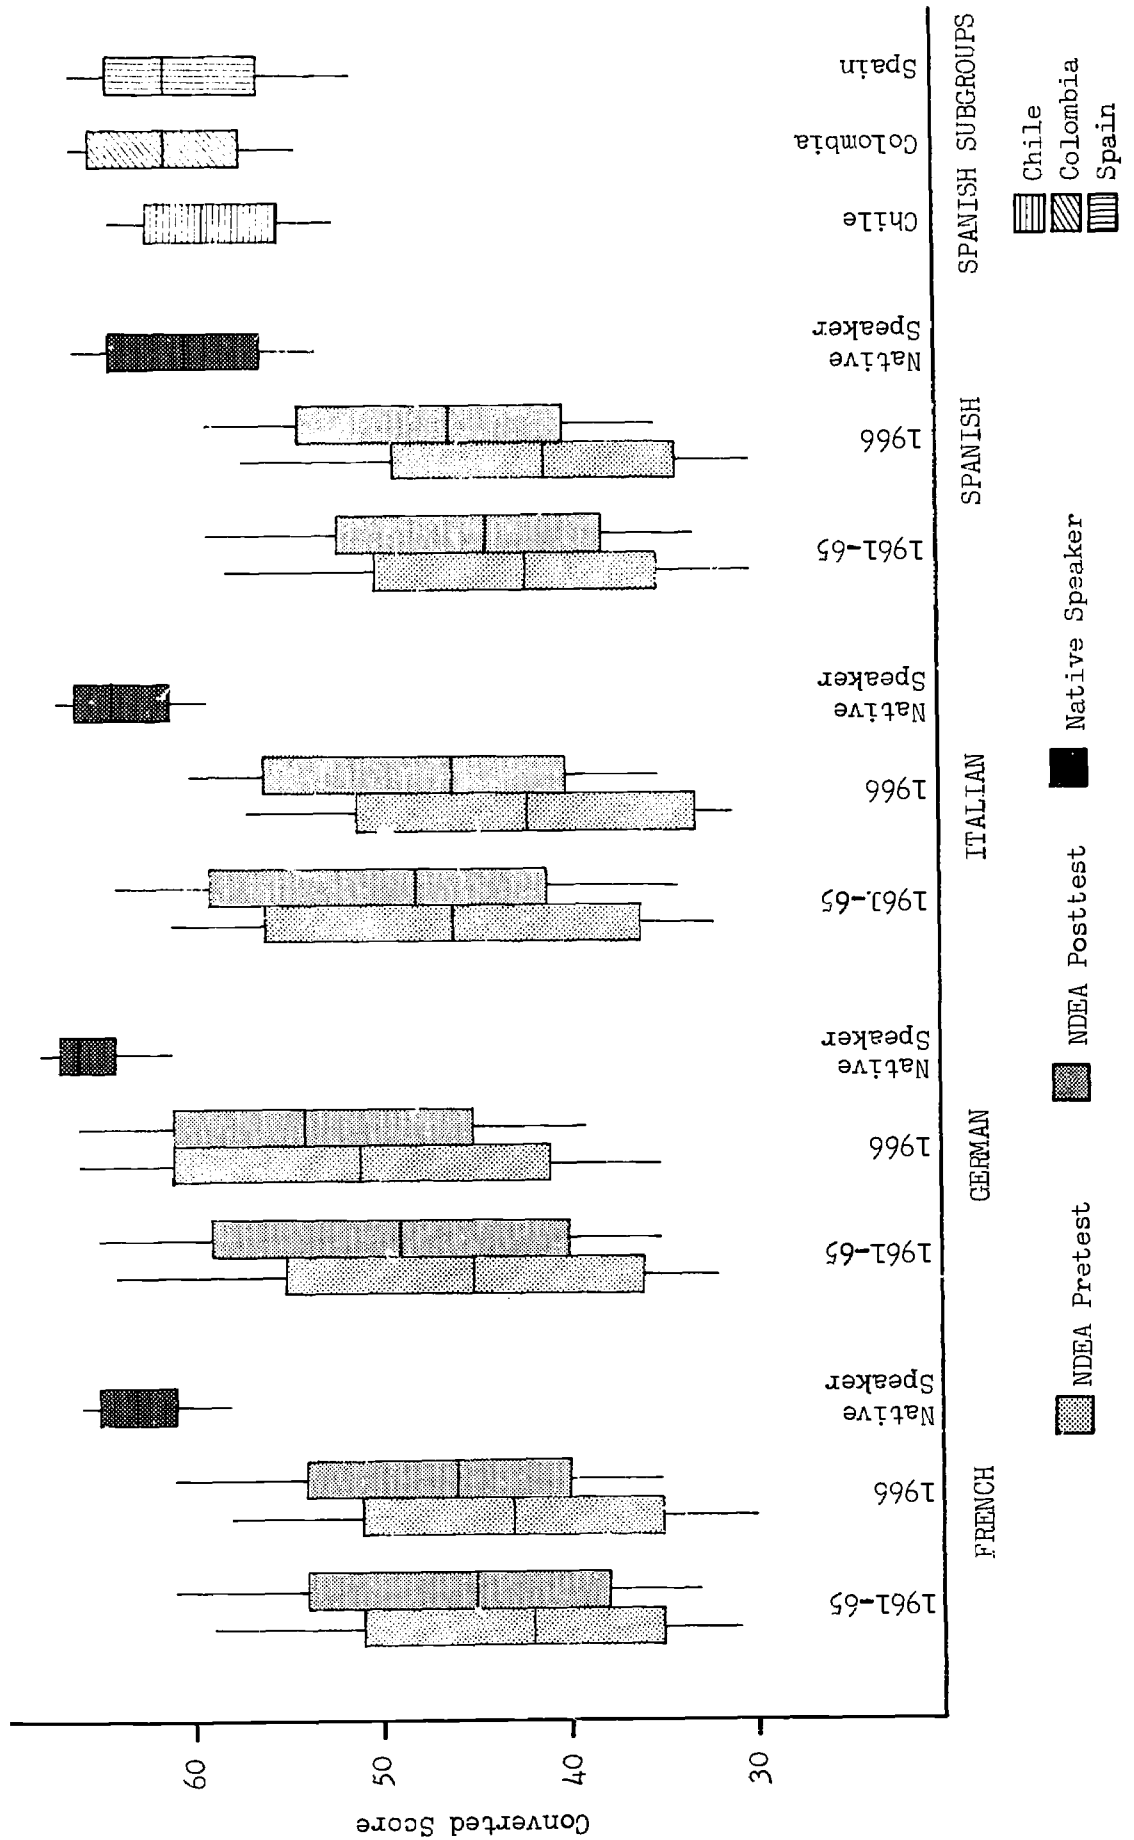 Converted Score
60
50
40
30
1961-65
1966
Native
Speaker
1961-65
1966
Native
Speaker
1961-65
1966
Native
Speaker
1961-65
1966
Native
Speaker
Chile
Colombia
Spain
FRENCH
GERMAN
ITALIAN
SPANISH
SPANISH SUBGROUPS
NDEA Pretest
NDEA Posttest
Native Speaker
Chile
Colombia
Spain